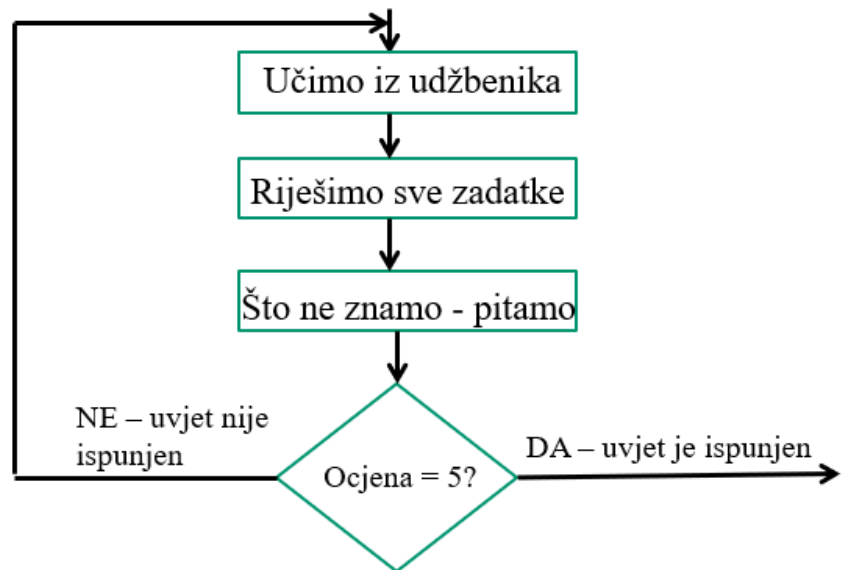 Učimo iz udžbenika
Riješimo sve zadatke
Što ne znamo - pitamo
NE – uvjet nije
ispunjen
Ocjena = 5?
DA – uvjet je ispunjen